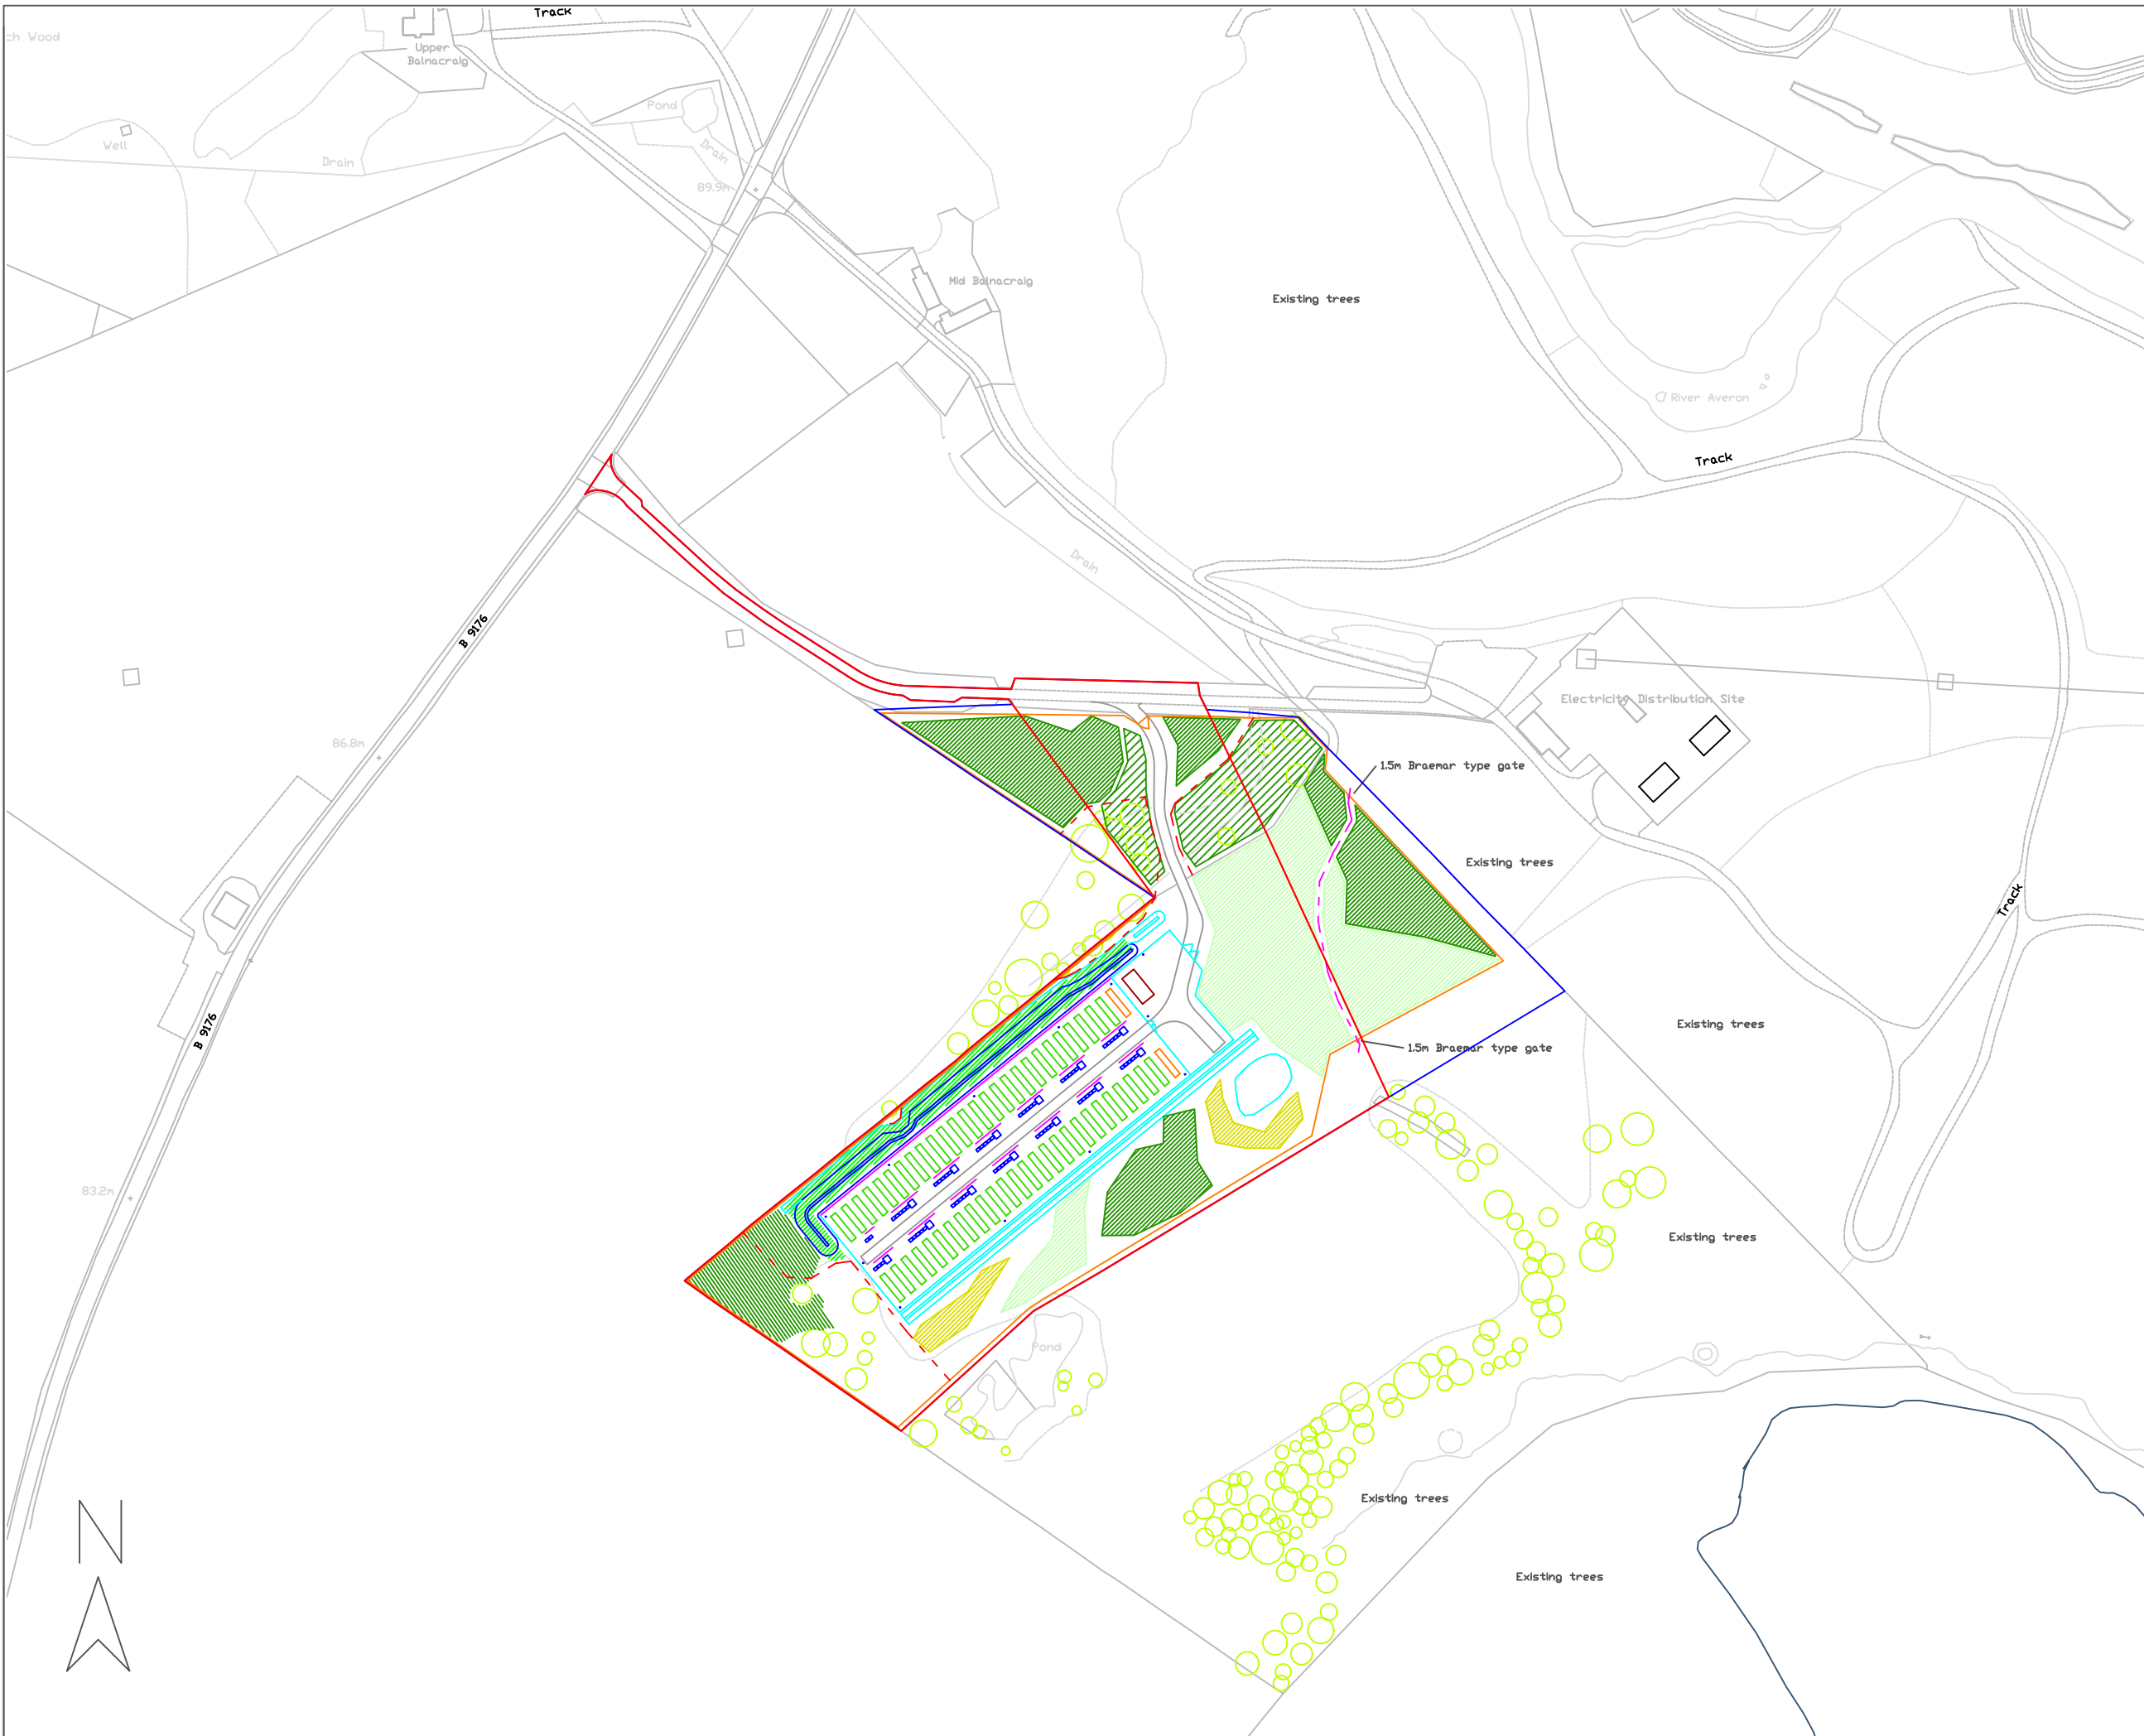 Track
ch Wood
Upper
Balnacraig
Pond
Well
Drain
Drain
89.9m
Mid Balnacraig
Existing trees
River Averon
Track
Drain
B 9176
Electricity Distribution Site
86.8m
1.5m Braemar type gate
Existing trees
Track
B 9176
Existing trees
1.5m Braemar type gate
83.2m
Existing trees
Pond
Existing trees
N
Existing trees